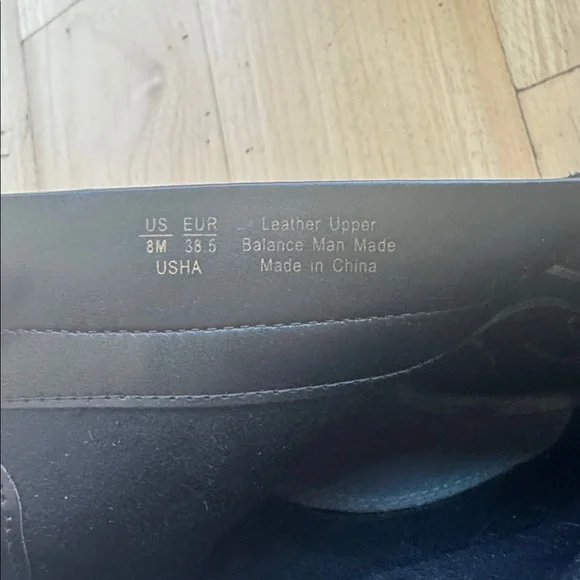 US EUR
8M 38.5
USHA
Leather Upper
Balance Man Made
Made in China